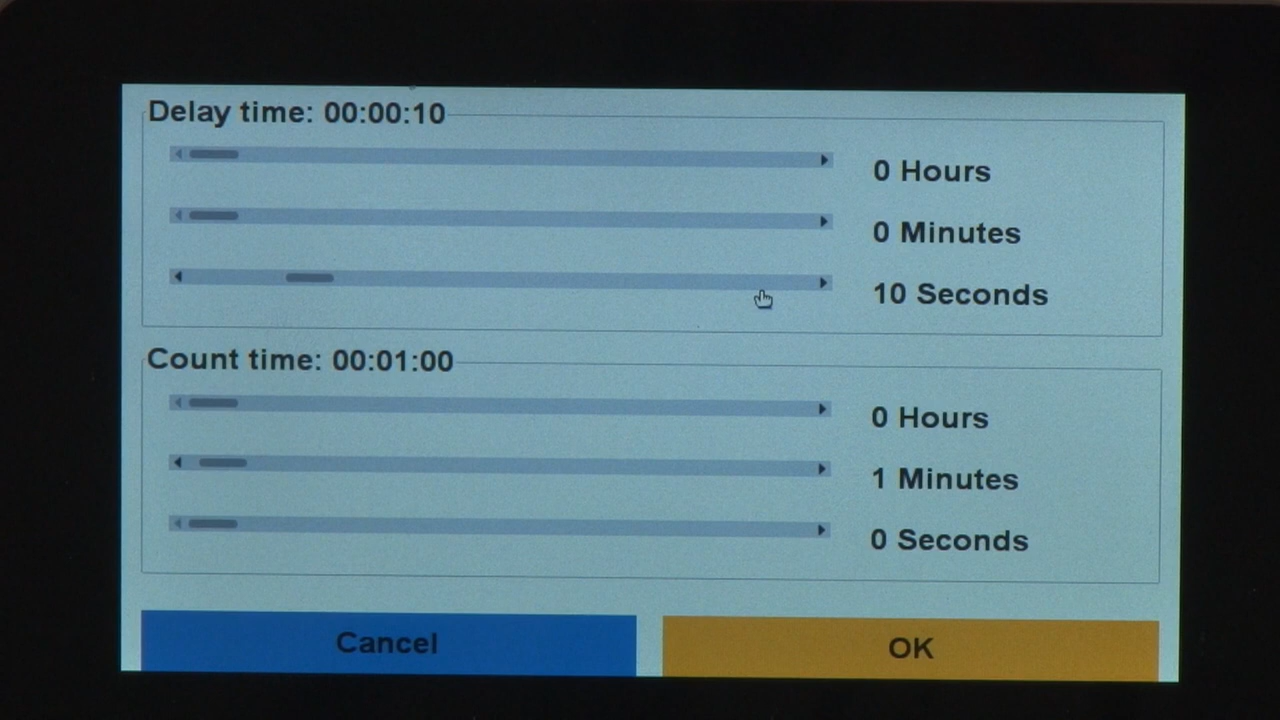 Delay time: 00:00:10
0 Hours
0 Minutes
10 Seconds
Count time: 00:01:00
0 Hours
1 Minutes
0 Seconds
Cancel
OK